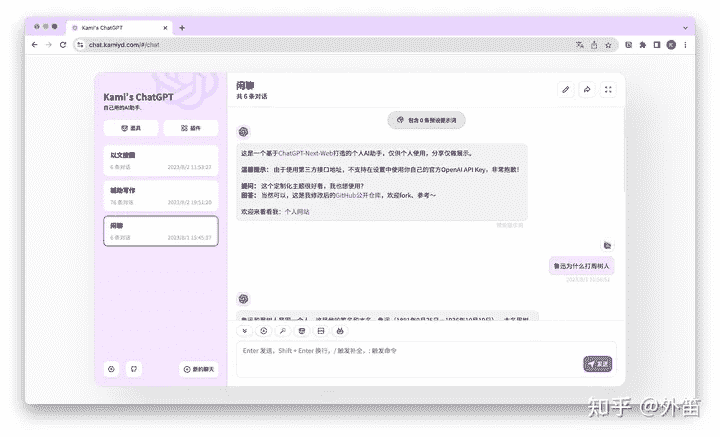 Kami's ChatGPT
chat.kamiyd.com/#/chat
Kami's ChatGPT
自己用的AI助手.
面具
插件
以文搜图
6 条对话
2023/8/2 11:53:23
辅助写作
76 条对话
2023/8/2 10:51:20
闲聊
6 条对话
2023/8/1 13:45:37
新的聊天
闲聊
共 6 条对话
包含 0 条预设提示词
这是一个基于ChatGPT-Next-Web打造的个人AI助手，仅供个人使用，分享仅做展示。
温馨提示： 由于使用第三方接口地址，不支持在设置中使用你自己的官方OpenAI API Key，非常抱歉！
提问： 这个定制化主题很好看，我也想使用？
回答： 当然可以，这是我修改后的GitHub公开仓库，欢迎fork、参考～
欢迎来看看我：个人网站
鲁迅为什么打周树人
Enter 发送，Shift + Enter 换行，/ 触发补全，: 触发命令
发送
知乎 @外笛